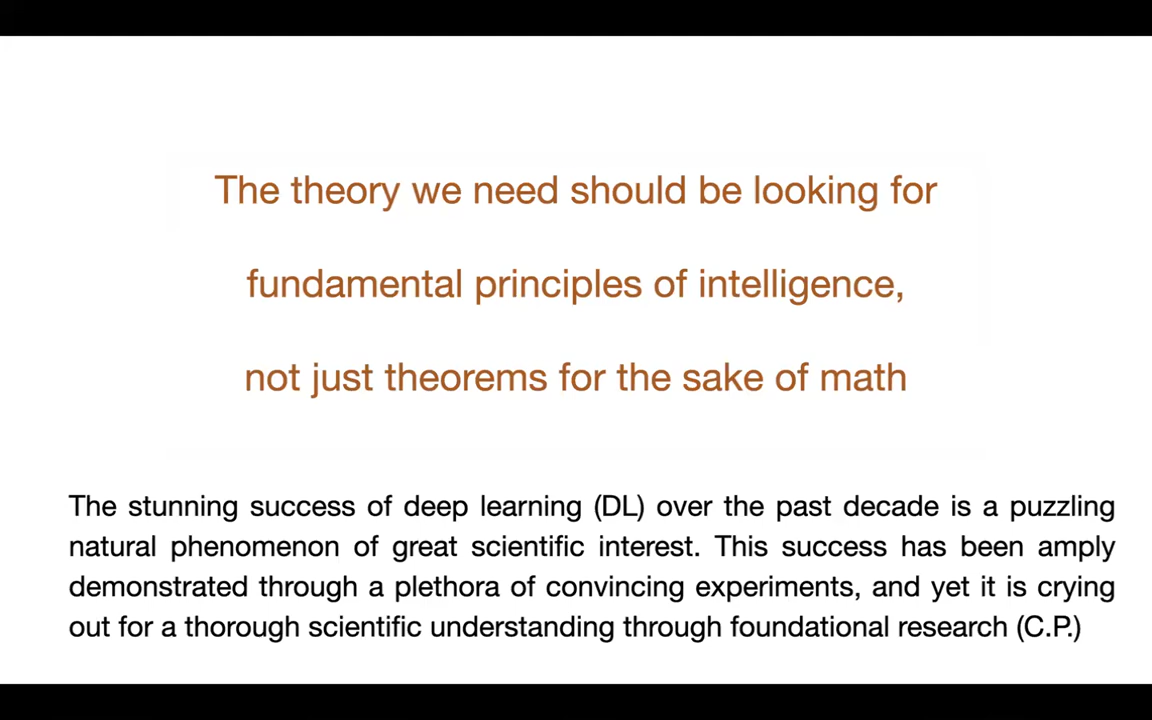 The theory we need should be looking for
fundamental principles of intelligence,
not just theorems for the sake of math
The stunning success of deep learning (DL) over the past decade is a puzzling
natural phenomenon of great scientific interest. This success has been amply
demonstrated through a plethora of convincing experiments, and yet it is crying
out for a thorough scientific understanding through foundational research (C.P.)